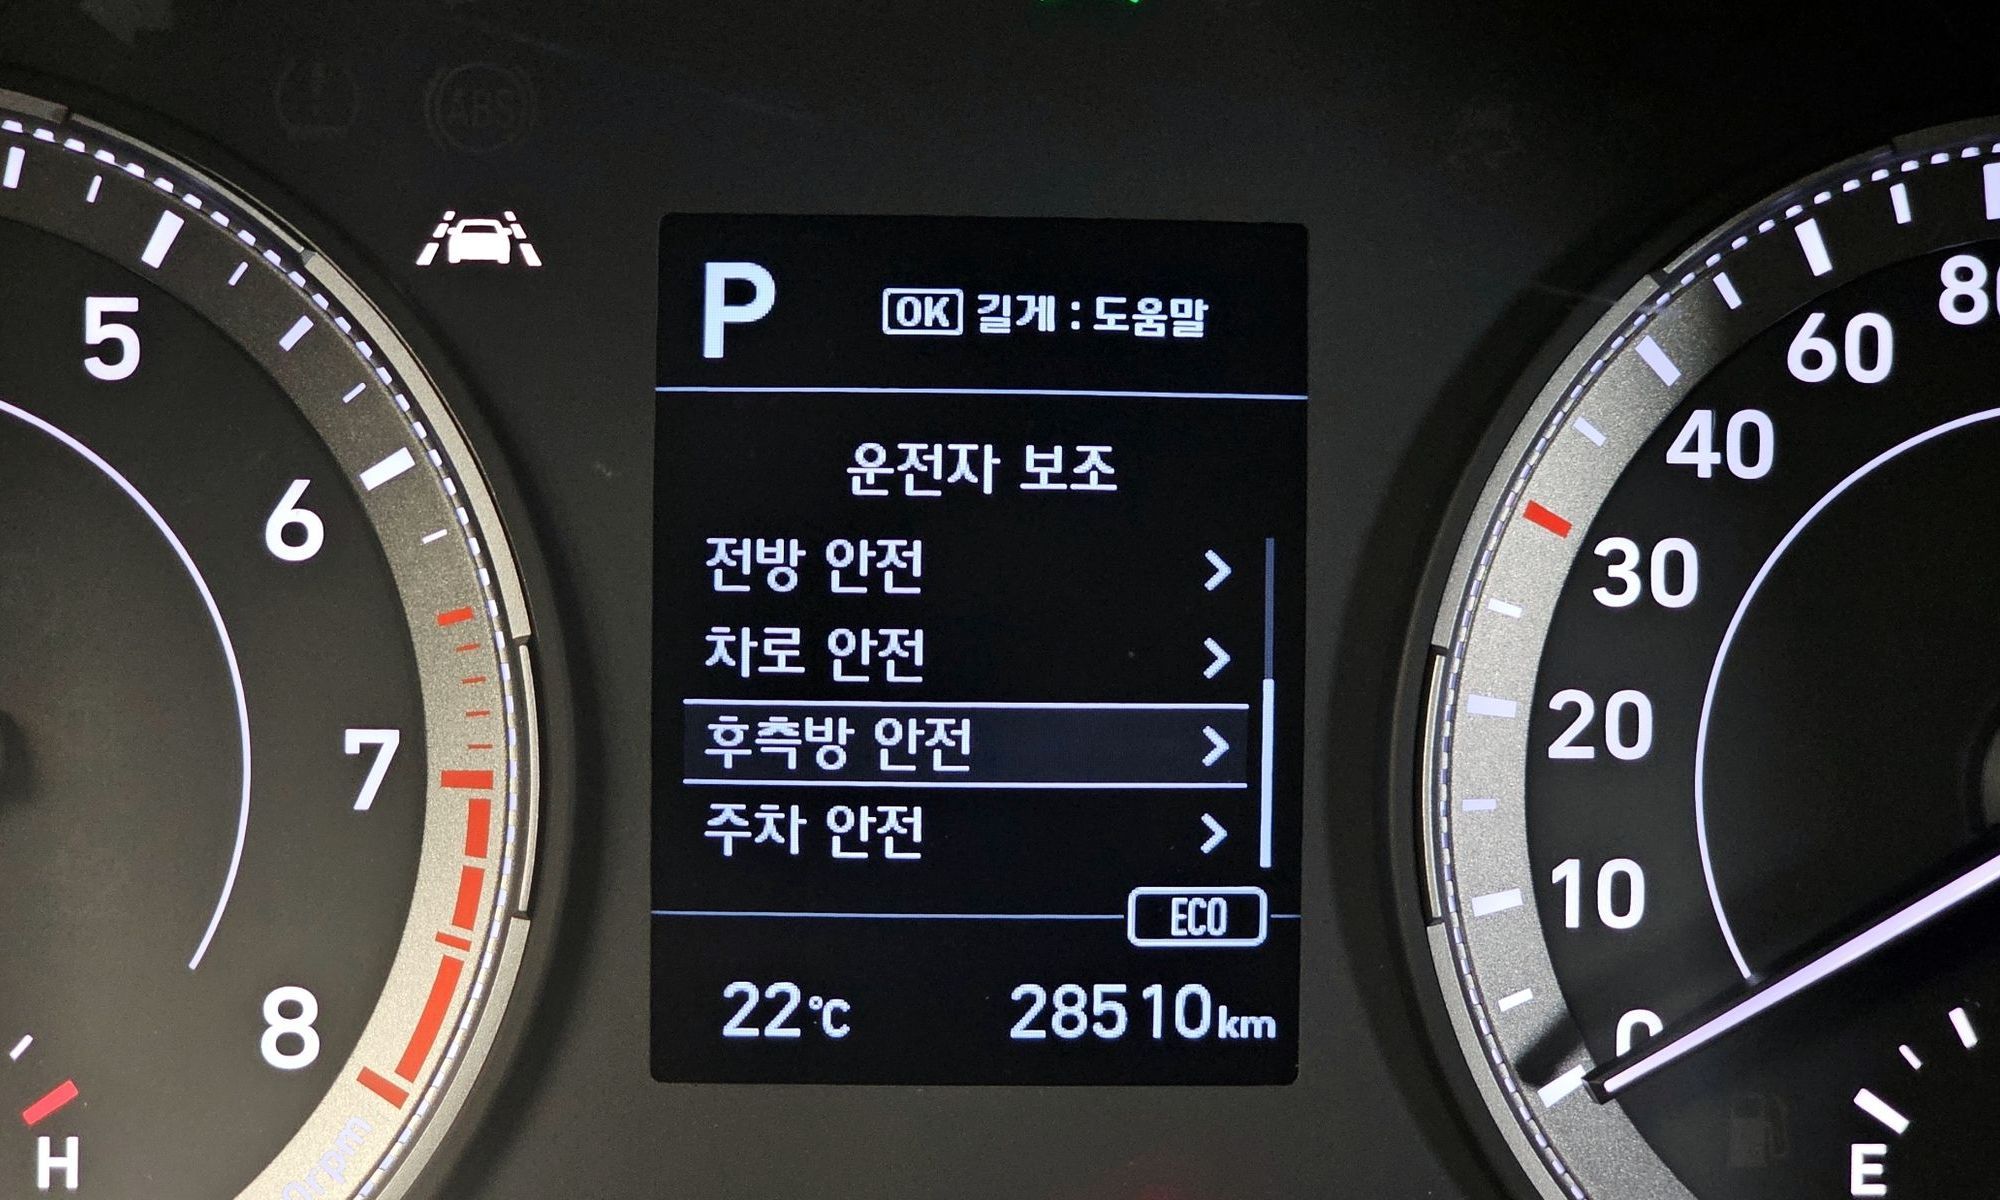 ABS
P
OK 길게 : 도움말
운전자 보조
전방 안전
차로 안전
후측방 안전
주차 안전
ECO
22℃ 28510km
5
6
7
8
H
80
60
40
30
20
10
0
E